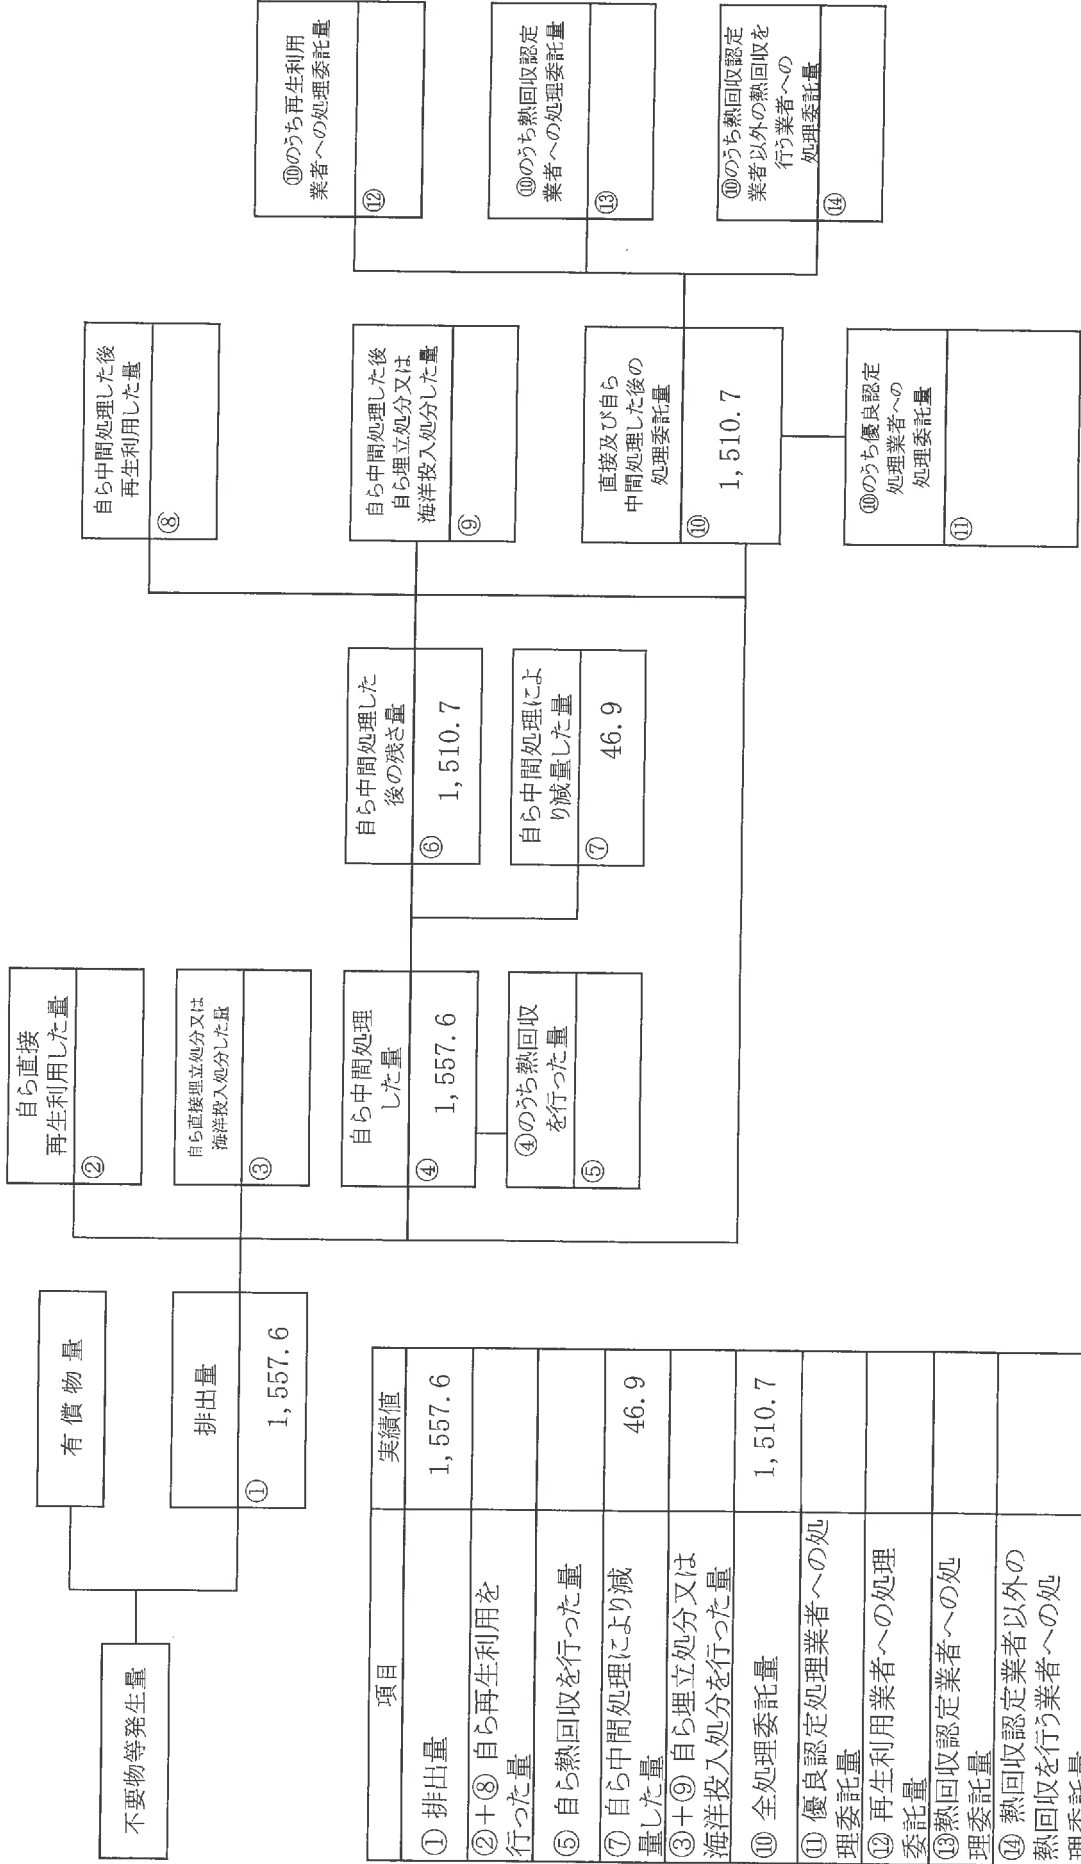 不要物等発生量
有償物量
排出量
①
1,557.6
自ら直接
再生利用した量
②
自ら直接埋立処分又は
海洋投入処分した量
③
自ら中間処理
した量
④
1,557.6
④のうち熱回収
を行った量
⑤
自ら中間処理した
後の残さ量
⑥
1,510.7
自ら中間処理によ
り減量した量
⑦
46.9
自ら中間処理した後
再生利用した量
⑧
自ら中間処理した後
自ら埋立処分又は
海洋投入処分した量
⑨
直接及び自ら
中間処理した後の
処理委託量
⑩
1,510.7
⑩のうち優良認定
処理業者への
処理委託量
⑪
⑩のうち再生利用
業者への処理委託量
⑫
⑩のうち熱回収認定
業者への処理委託量
⑬
⑩のうち熱回収認定
業者以外の熱回収を
行う業者への
処理委託量
⑭
項目 実績値
① 排出量 1,557.6
②+⑧ 自ら再生利用を
行った量
⑤ 自ら熱回収を行った量
⑦ 自ら中間処理により減
量した量 46.9
③+⑨ 自ら埋立処分又は
海洋投入処分を行った量
⑩ 全処理委託量 1,510.7
⑪ 優良認定処理業者への処
理委託量
⑫ 再生利用業者への処理
委託量
⑬熱回収認定業者への処
理委託量
⑭ 熱回収認定業者以外の
熱回収を行う業者への処
理委託量